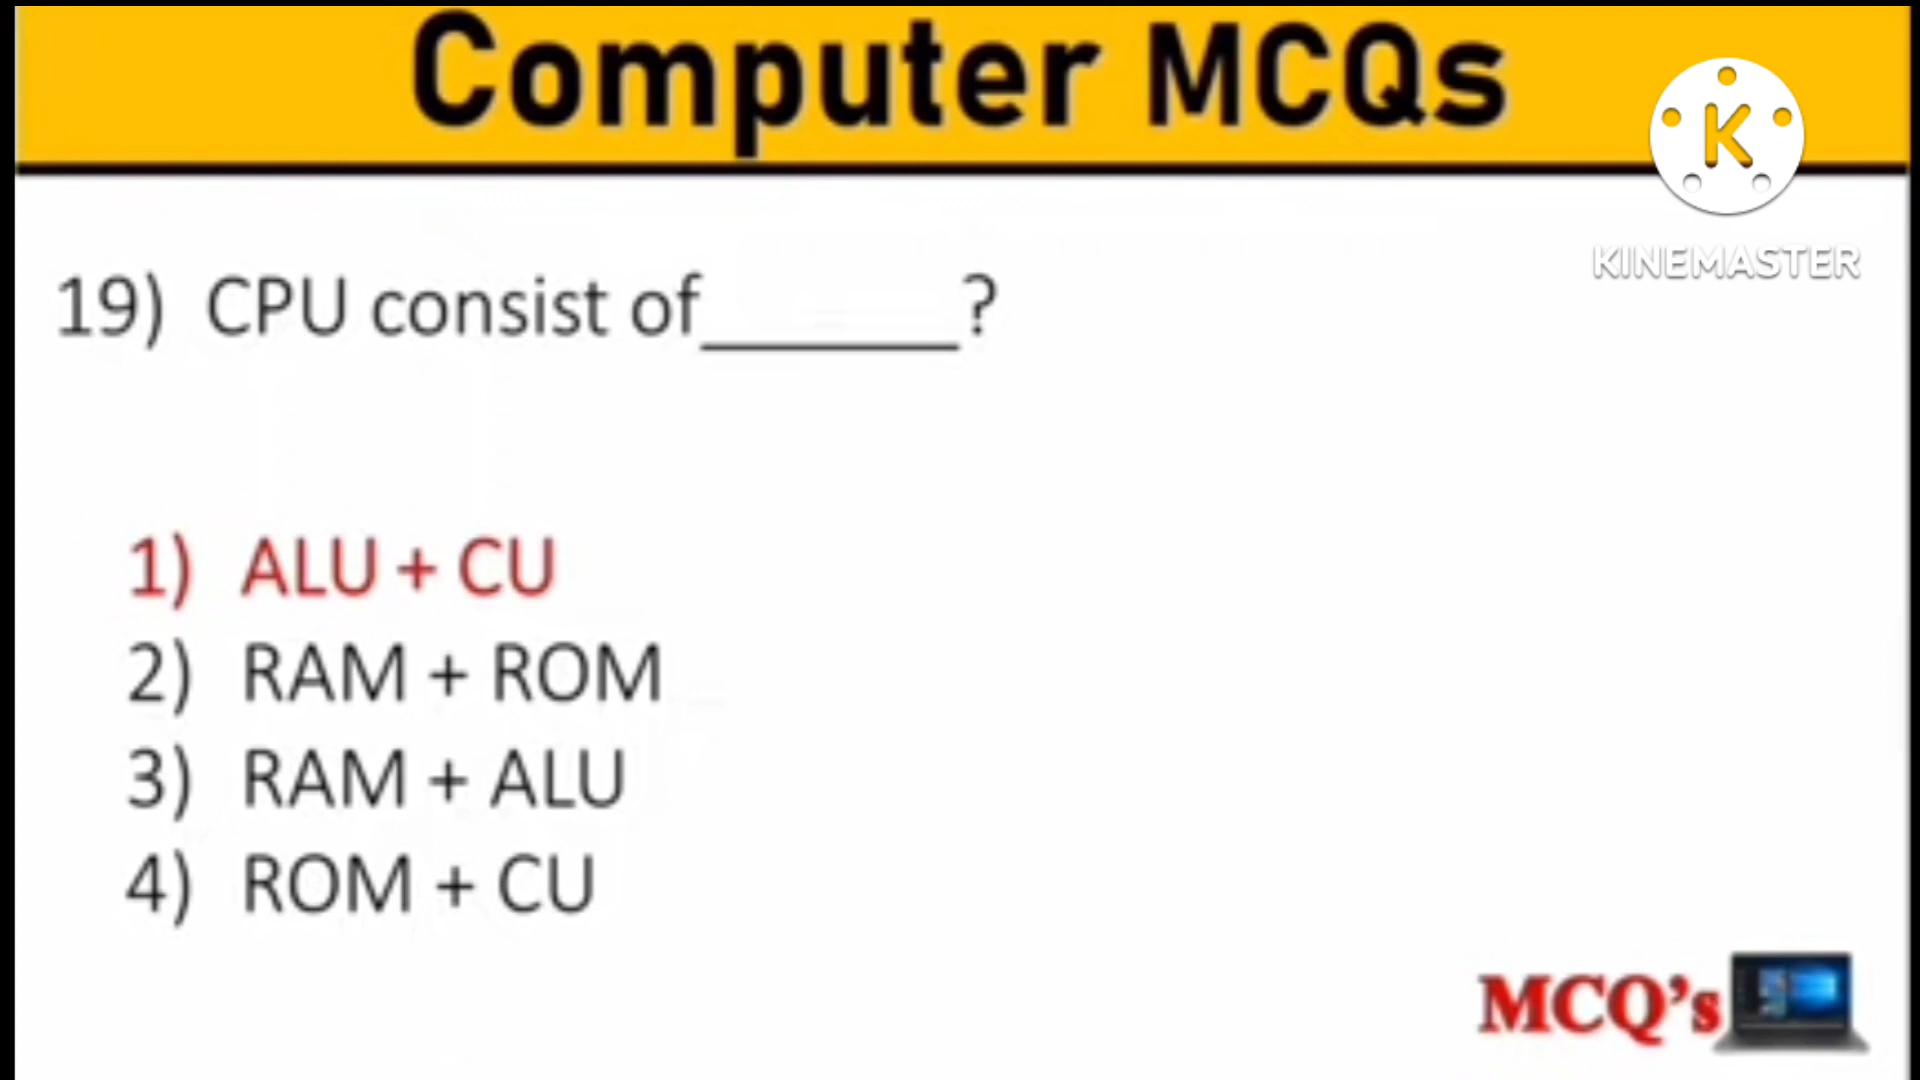 Computer MCQs
K
KINEMASTER
19) CPU consist of_______?
1) ALU + CU
2) RAM + ROM
3) RAM + ALU
4) ROM + CU
MCQ's